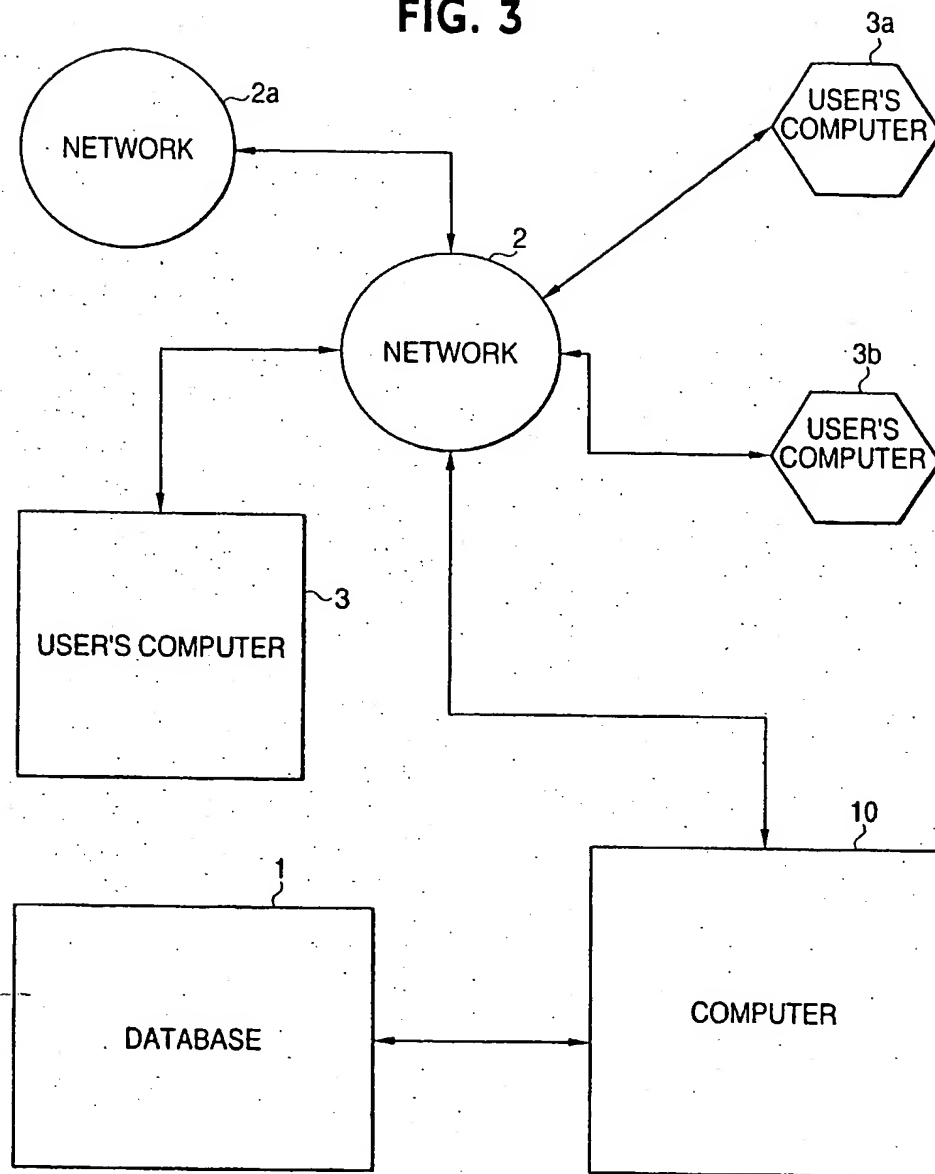 FIG. 3
3a
USER'S
COMPUTER
2a
NETWORK
2
NETWORK
3b
USER'S
COMPUTER
3
USER'S COMPUTER
10
COMPUTER
1
DATABASE